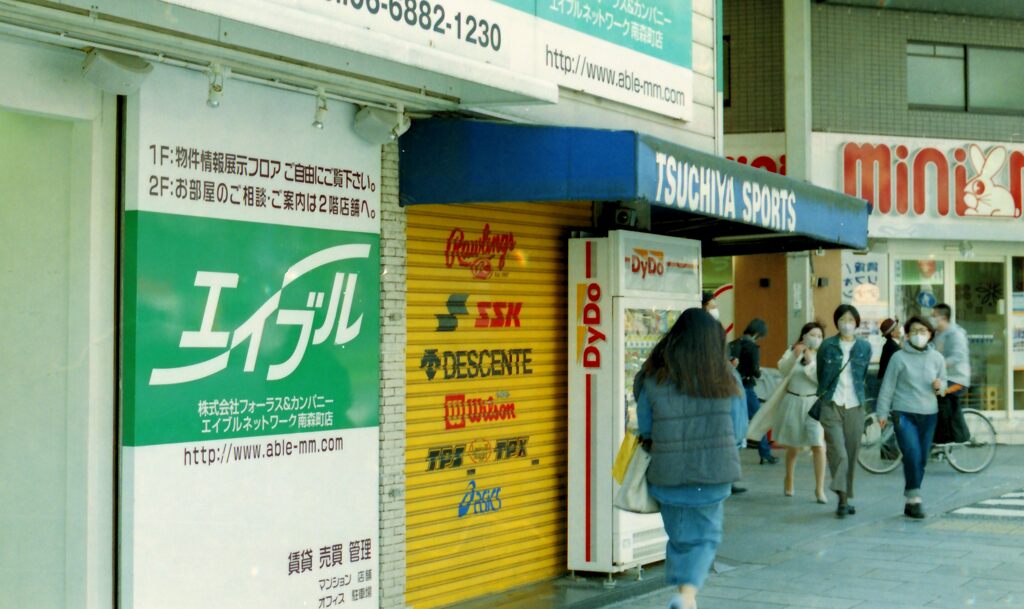 06-6882-1230
エイブルネットワーク南森町店
http://www.able-mm.com
1F:物件情報展示フロア ご自由にご覧下さい。
2F:お部屋のご相談・ご案内は2階店舗へ。
エイブル
株式会社フォーラス&カンパニー
エイブルネットワーク南森町店
http://www.able-mm.com
賃貸 売買 管理
マンション 店舗
オフィス 駐車場
Rawlings
SSK
DESCENTE
Wilson
TPS TPX
asics
TSUCHIYA SPORTS
DyDo
DyDo
mini